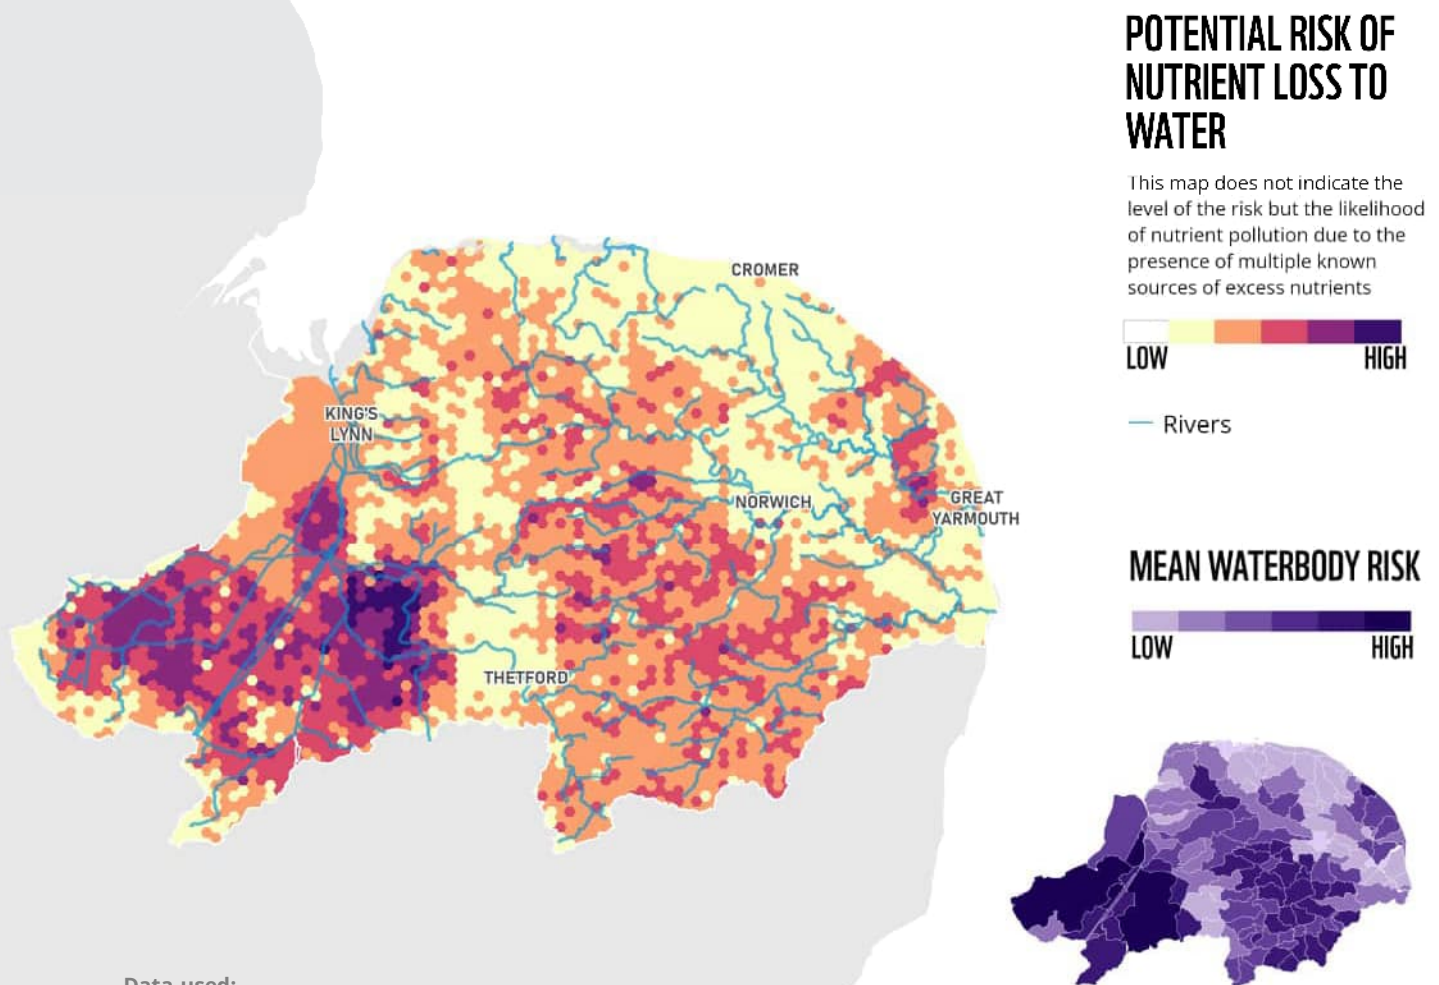 POTENTIAL RISK OF
NUTRIENT LOSS TO
WATER
This map does not indicate the
level of the risk but the likelihood
of nutrient pollution due to the
presence of multiple known
sources of excess nutrients
LOW
HIGH
Rivers
MEAN WATERBODY RISK
LOW
HIGH
CROMER
KING'S
LYNN
NORWICH
GREAT
YARMOUTH
THETFORD
Data used: